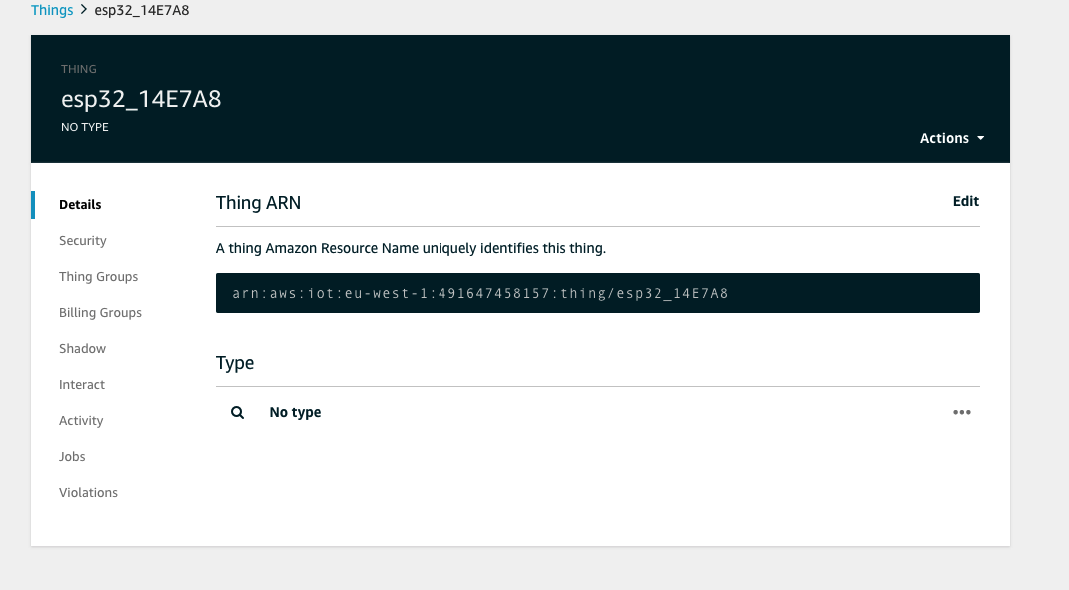 Things > esp32_14E7A8
THING
esp32_14E7A8
NO TYPE
Actions
Details
Security
Thing Groups
Billing Groups
Shadow
Interact
Activity
Jobs
Violations
Thing ARN
Edit
A thing Amazon Resource Name uniquely identifies this thing.
arn:aws:iot:eu-west-1:491647458157:thing/esp32_14E7A8
Type
No type